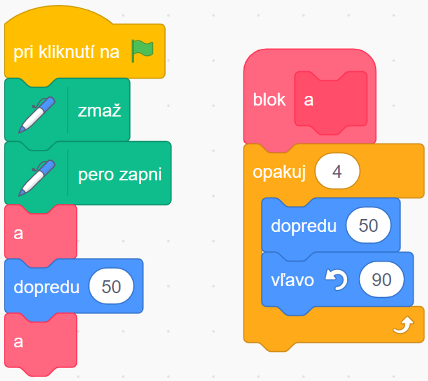 pri kliknutí na
zmaž
pero zapni
a
dopredu 50
a
blok a
opakuj 4
dopredu 50
vľavo 90